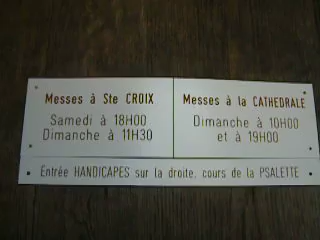 Messes à Ste CROIX
Samedi à 18H00
Dimanche à 11H30
Messes à la CATHEDRALE
Dimanche à 10H00
et à 19H00
Entrée HANDICAPES sur la droite, cours de la PSALETTE